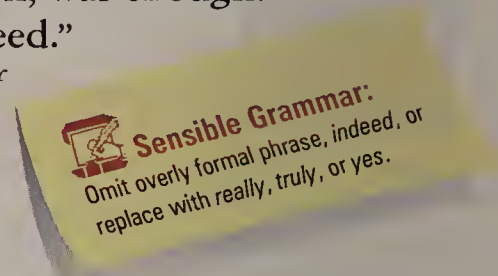 eed.”
Sensible Grammar:
Omit overly formal phrase, indeed, or
replace with really, truly, or yes.